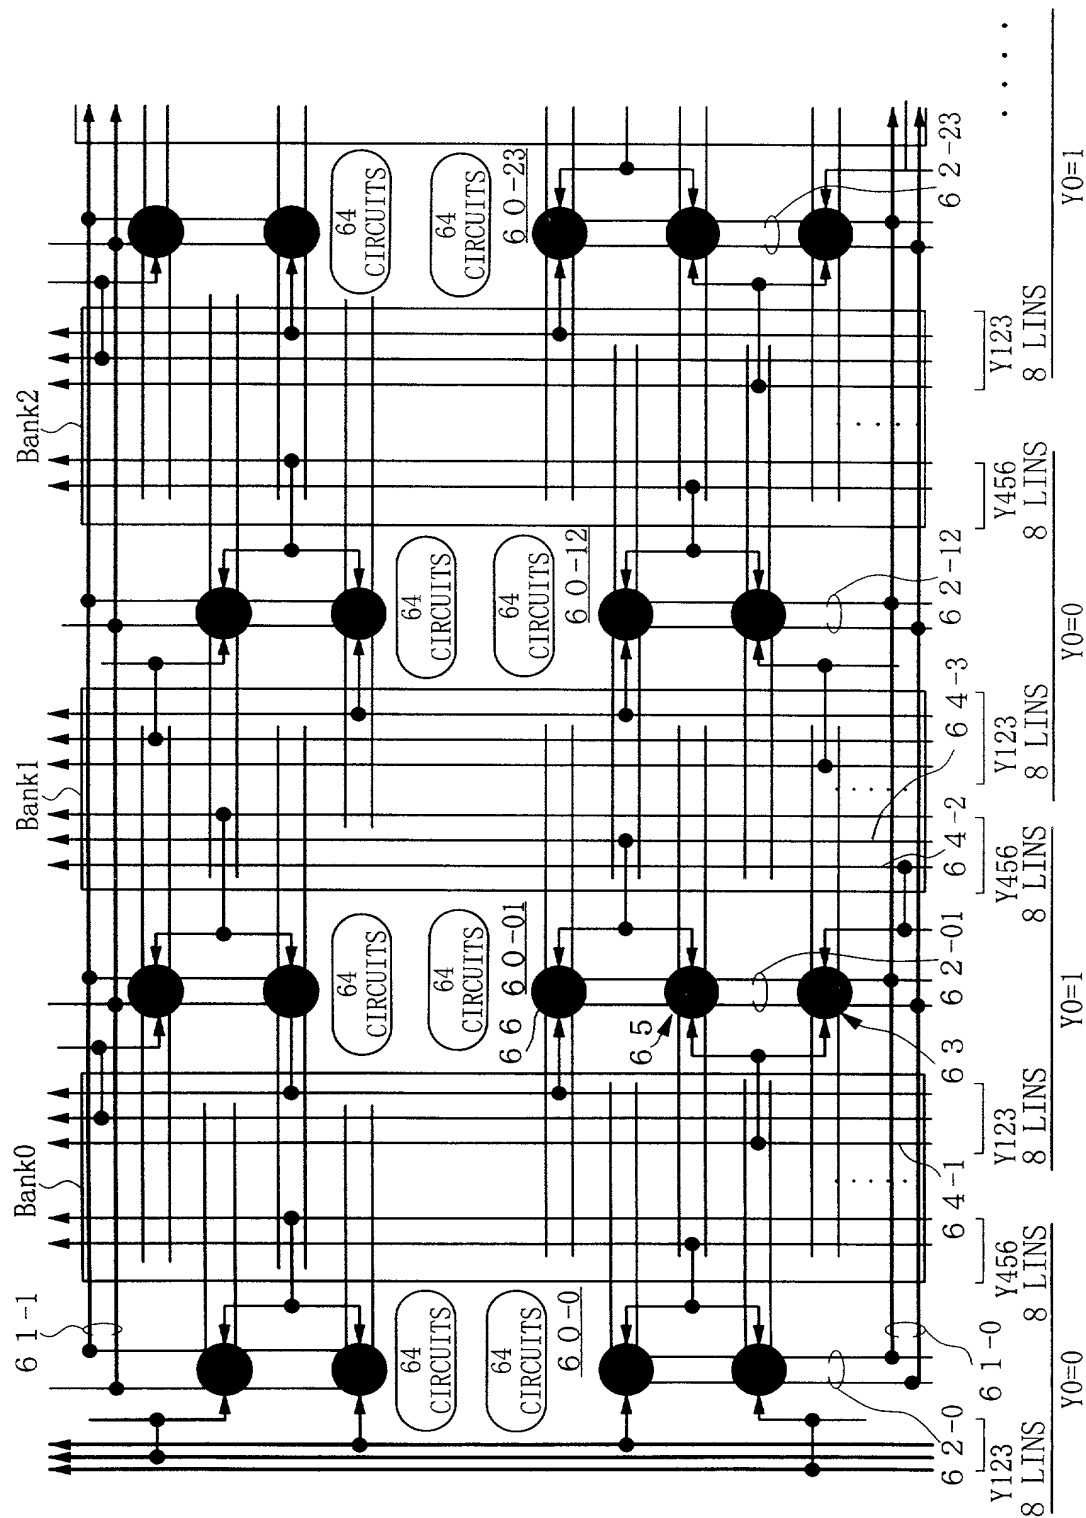 61-1
Bank0
Bank1
Bank2
64
CIRCUITS
64
CIRCUITS
64
CIRCUITS
64
CIRCUITS
64
CIRCUITS
64
CIRCUITS
64
CIRCUITS
64
CIRCUITS
66
60-01
60-23
60-0
60-12
65
62-0
61-0
64-1
63
62-01
64-2
64-3
62-12
62-23
Y123
Y456
Y123
Y456
Y123
Y456
Y123
. . . .
8 LINS
8 LINS
8 LINS
8 LINS
8 LINS
8 LINS
8 LINS
Y0=0
Y0=1
Y0=0
Y0=1